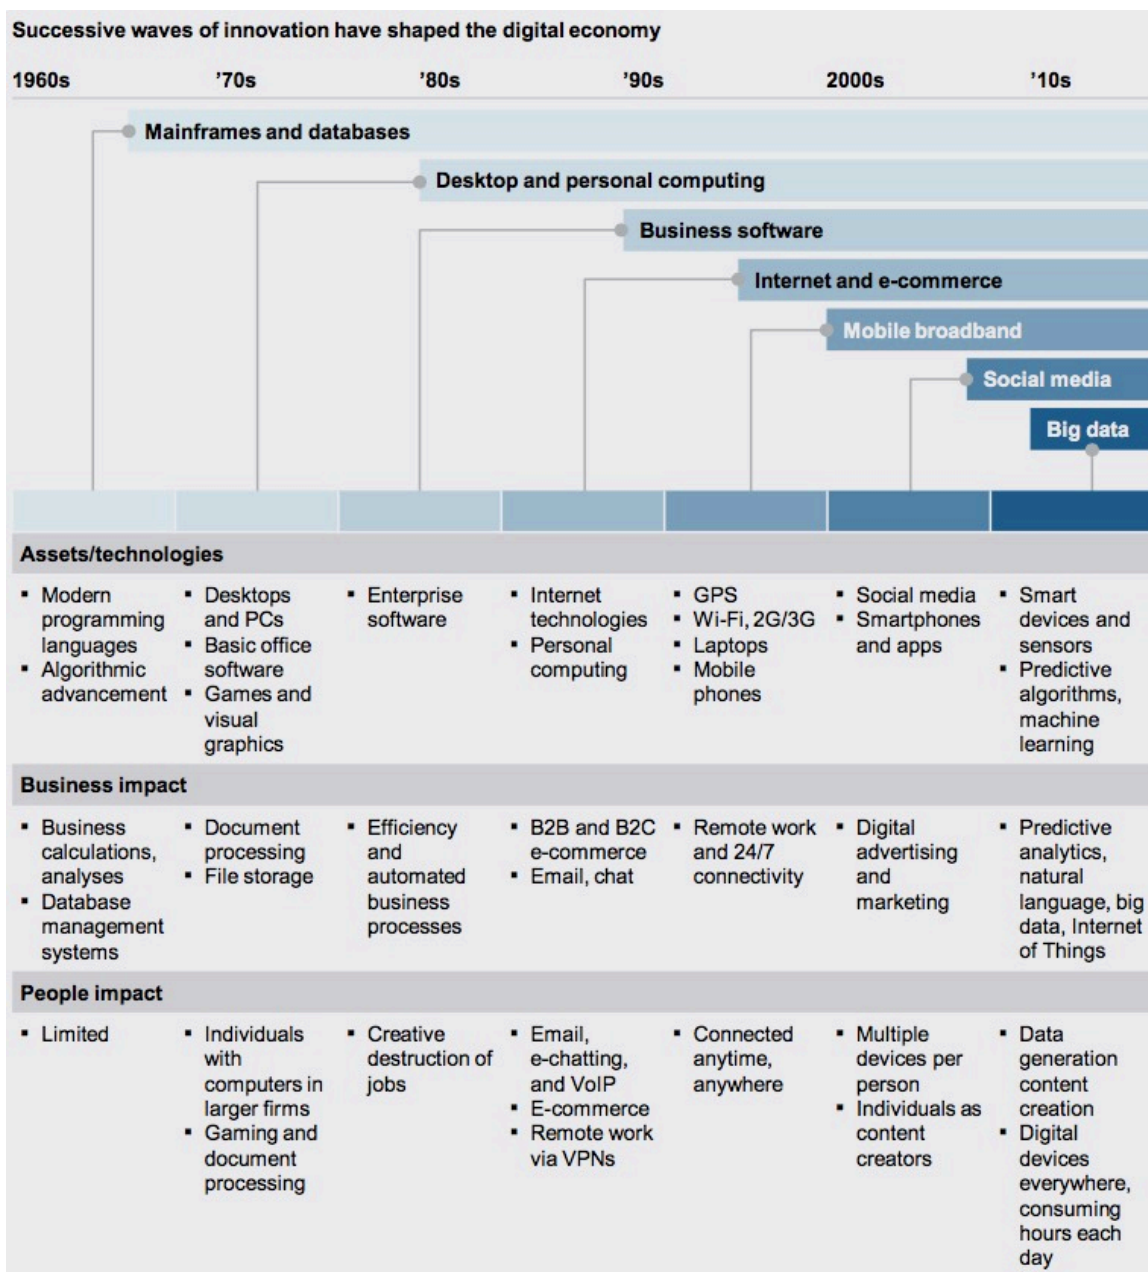 Successive waves of innovation have shaped the digital economy
1960s ’70s ’80s ’90s 2000s ’10s
Mainframes and databases
Desktop and personal computing
Business software
Internet and e-commerce
Mobile broadband
Social media
Big data
Assets/technologies
▪ Modern
programming
languages
▪ Algorithmic
advancement
▪ Desktops
and PCs
▪ Basic office
software
▪ Games and
visual
graphics
▪ Enterprise
software
▪ Internet
technologies
▪ Personal
computing
▪ GPS
▪ Wi-Fi, 2G/3G
▪ Laptops
▪ Mobile
phones
▪ Social media
▪ Smartphones
and apps
▪ Smart
devices and
sensors
▪ Predictive
algorithms,
machine
learning
Business impact
▪ Business
calculations,
analyses
▪ Database
management
systems
▪ Document
processing
▪ File storage
▪ Efficiency
and
automated
business
processes
▪ B2B and B2C
e-commerce
▪ Email, chat
▪ Remote work
and 24/7
connectivity
▪ Digital
advertising
and
marketing
▪ Predictive
analytics,
natural
language, big
data, Internet
of Things
People impact
▪ Limited
▪ Individuals
with
computers in
larger firms
▪ Gaming and
document
processing
▪ Creative
destruction of
jobs
▪ Email,
e-chatting,
and VoIP
▪ E-commerce
▪ Remote work
via VPNs
▪ Connected
anytime,
anywhere
▪ Multiple
devices per
person
▪ Individuals as
content
creators
▪ Data
generation
content
creation
▪ Digital
devices
everywhere,
consuming
hours each
day